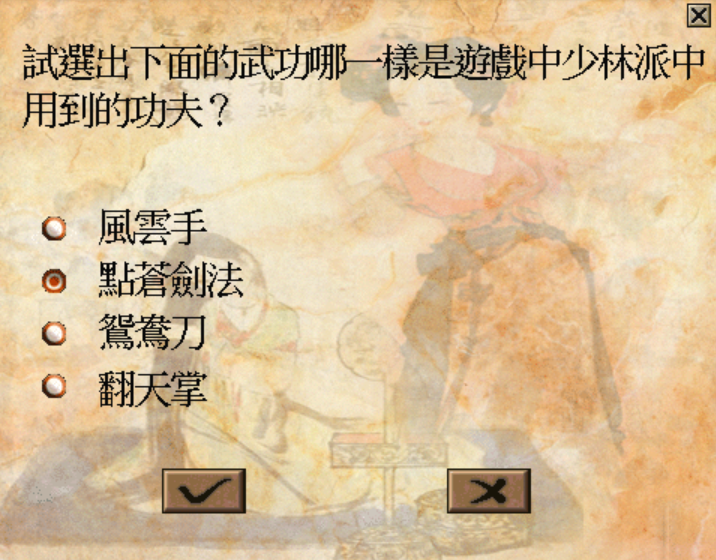 試選出下面的武功哪一樣是遊戲中少林派中
用到的功夫？
風雲手
點蒼劍法
鴛鴦刀
翻天掌